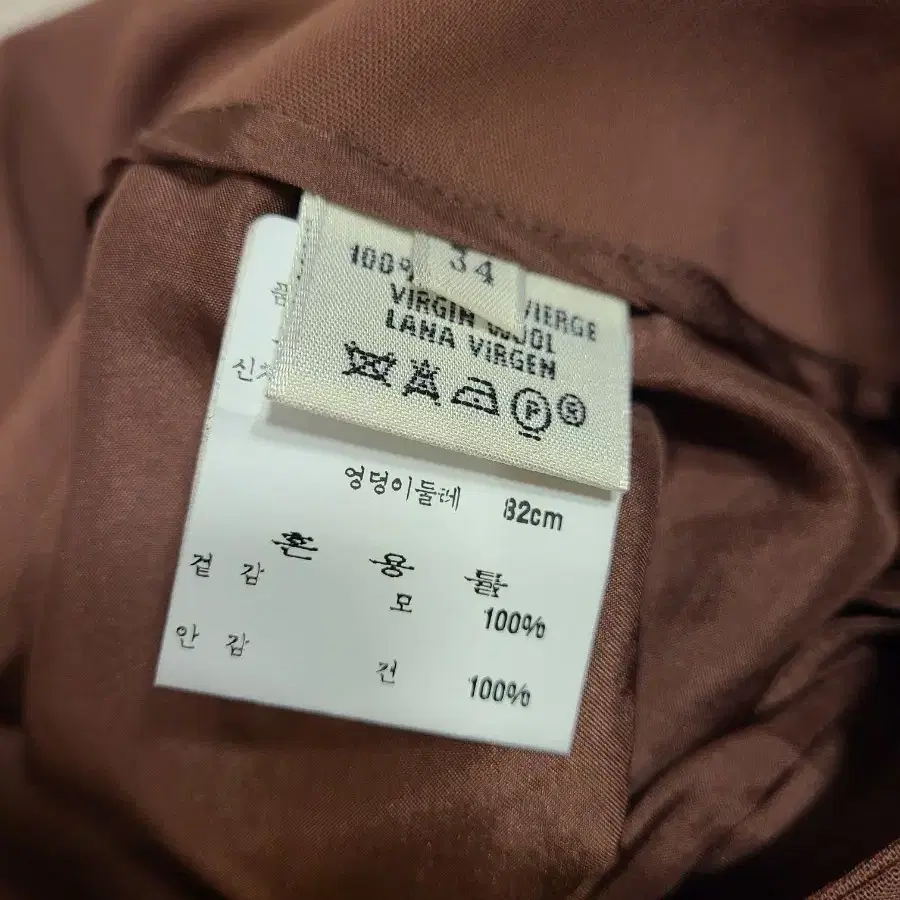 34
100% VIERGE
VIRGIN WOOL
LANA VIRGEN
P
엉덩이둘레 82cm
혼 용 률
겉 감 모 100%
안 감 견 100%